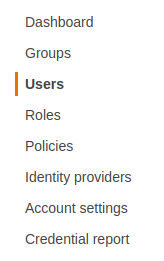 Dashboard
Groups
Users
Roles
Policies
Identity providers
Account settings
Credential report